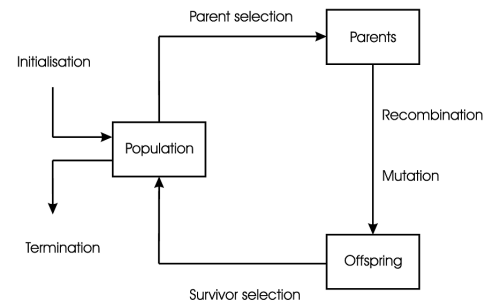 Parent selection
Parents
Initialisation
Recombination
Population
Mutation
Termination
Offspring
Survivor selection